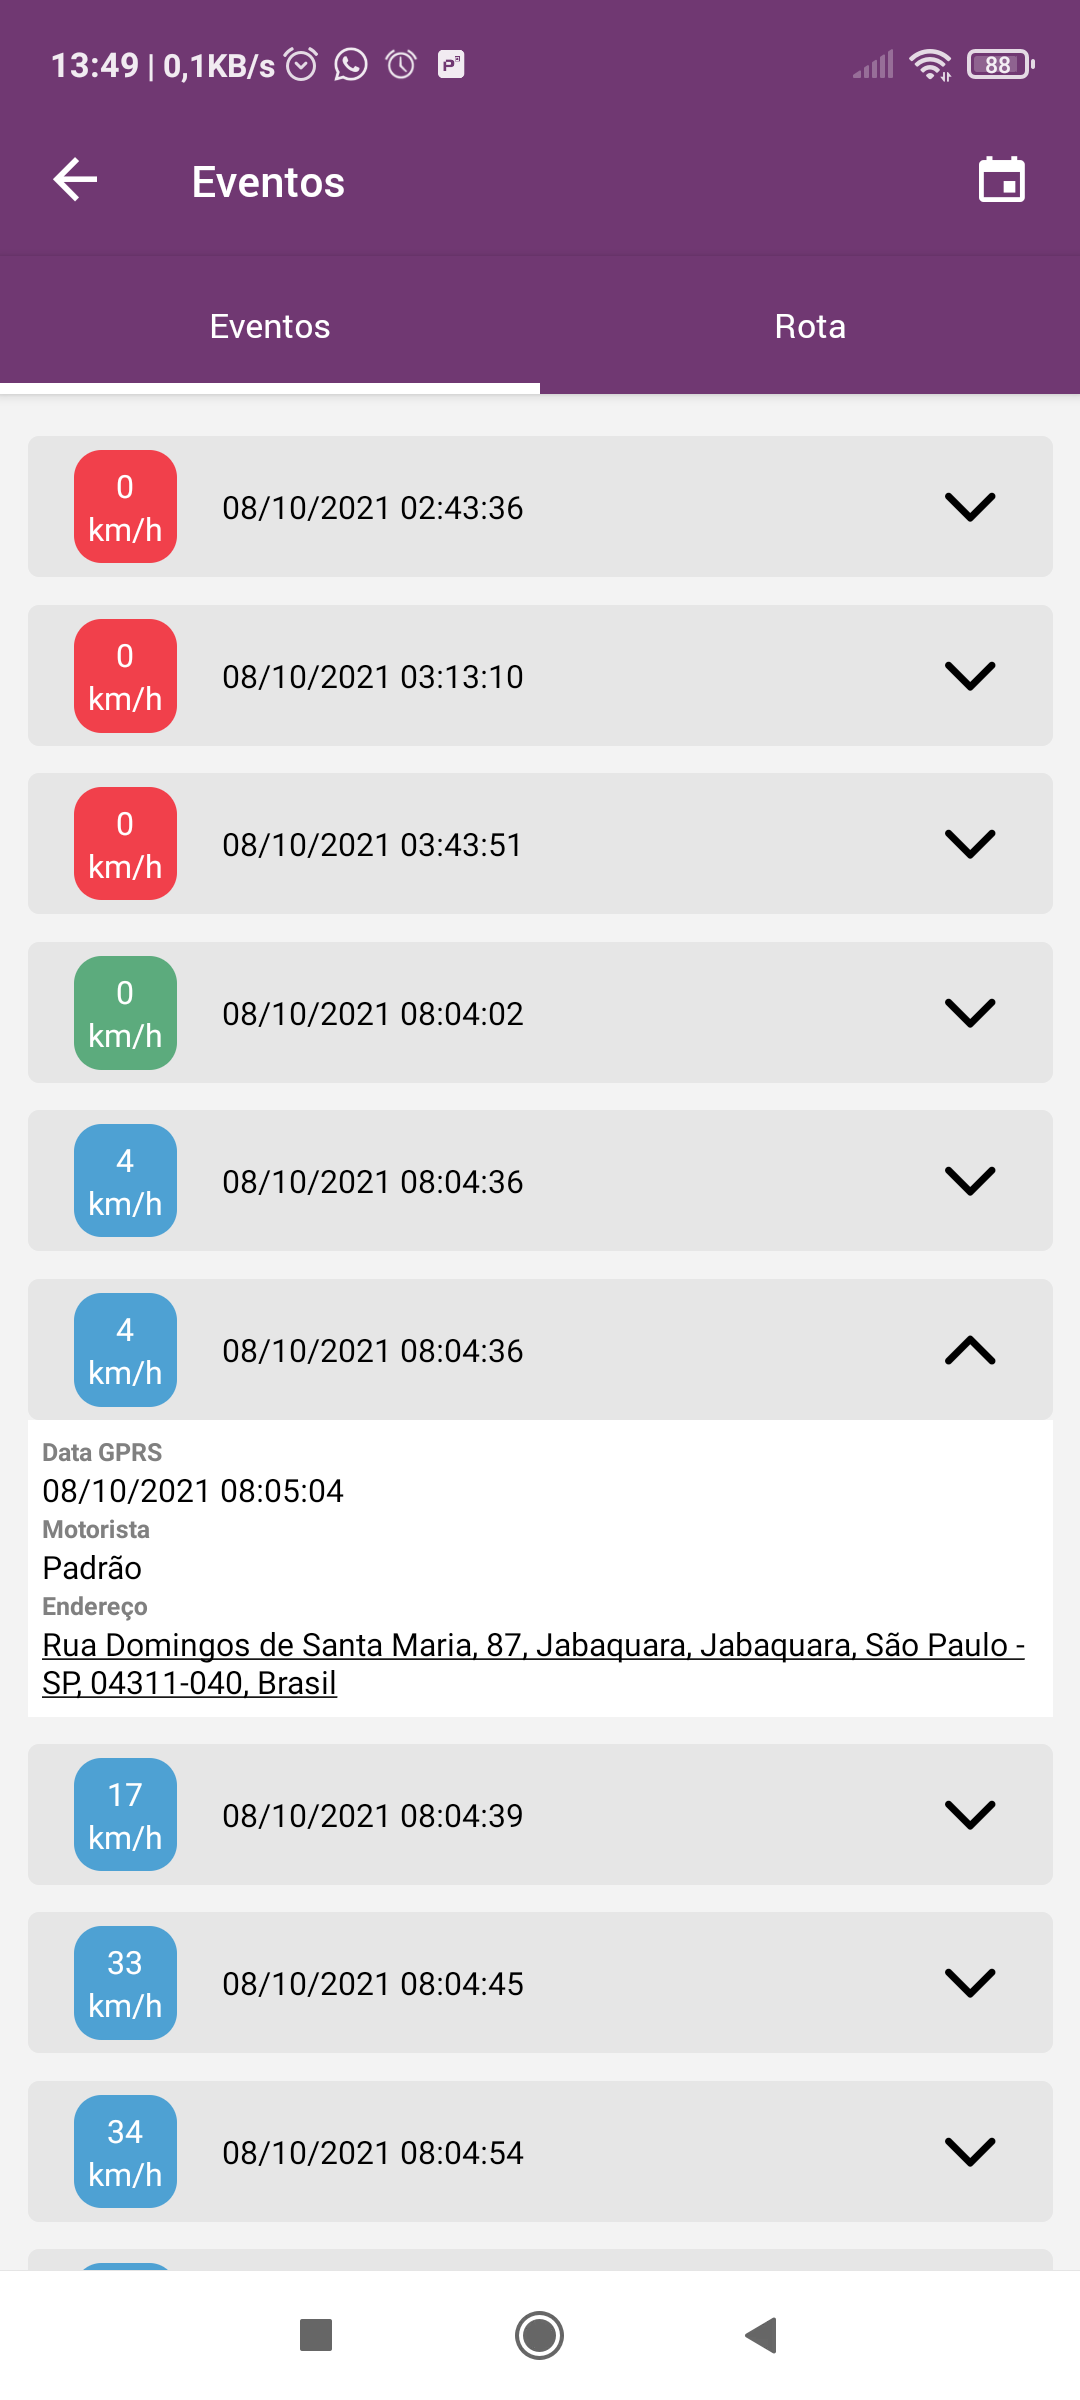 13:49 | 0,1KB/s
88
Eventos
Eventos
Rota
0
km/h
08/10/2021 02:43:36
0
km/h
08/10/2021 03:13:10
0
km/h
08/10/2021 03:43:51
0
km/h
08/10/2021 08:04:02
4
km/h
08/10/2021 08:04:36
4
km/h
08/10/2021 08:04:36
Data GPRS
08/10/2021 08:05:04
Motorista
Padrão
Endereço
Rua Domingos de Santa Maria, 87, Jabaquara, Jabaquara, São Paulo -
SP, 04311-040, Brasil
17
km/h
08/10/2021 08:04:39
33
km/h
08/10/2021 08:04:45
34
km/h
08/10/2021 08:04:54